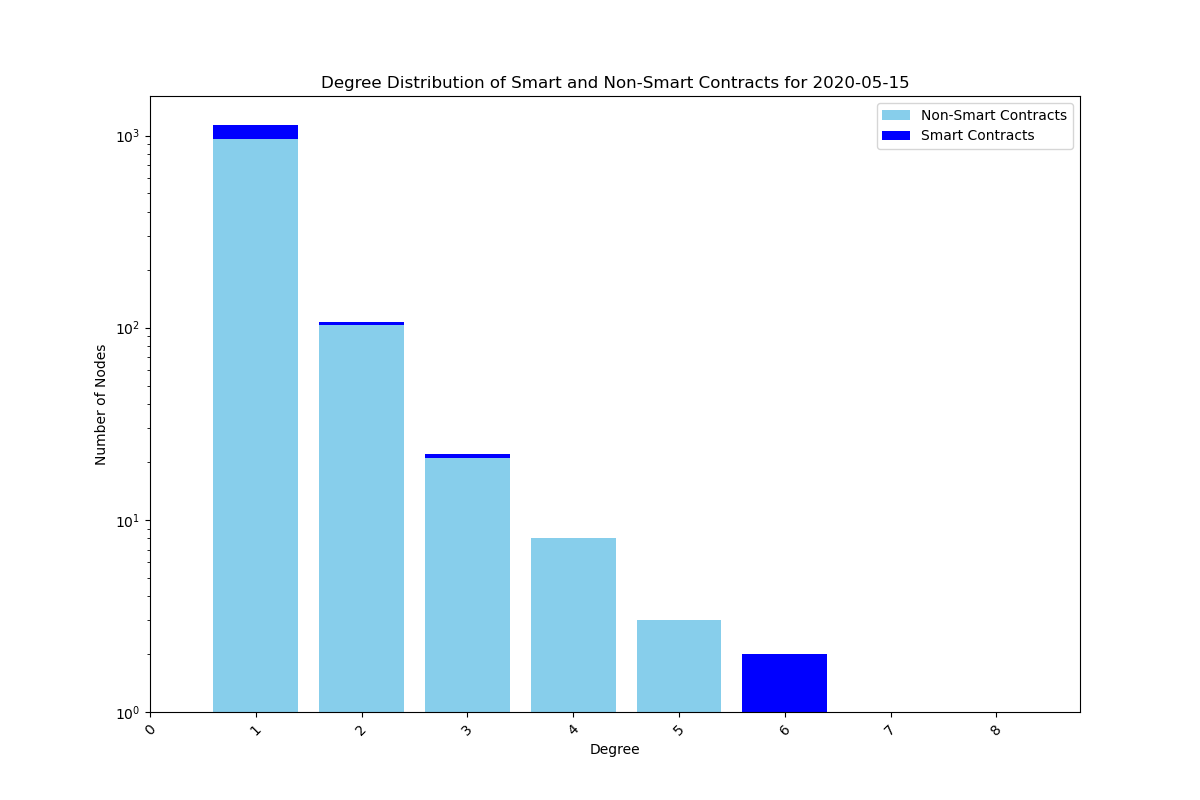 Degree Distribution of Smart and Non-Smart Contracts for 2020-05-15
Non-Smart Contracts
Smart Contracts
Number of Nodes
10³
10²
10¹
10⁰
0 1 2 3 4 5 6 7 8
Degree